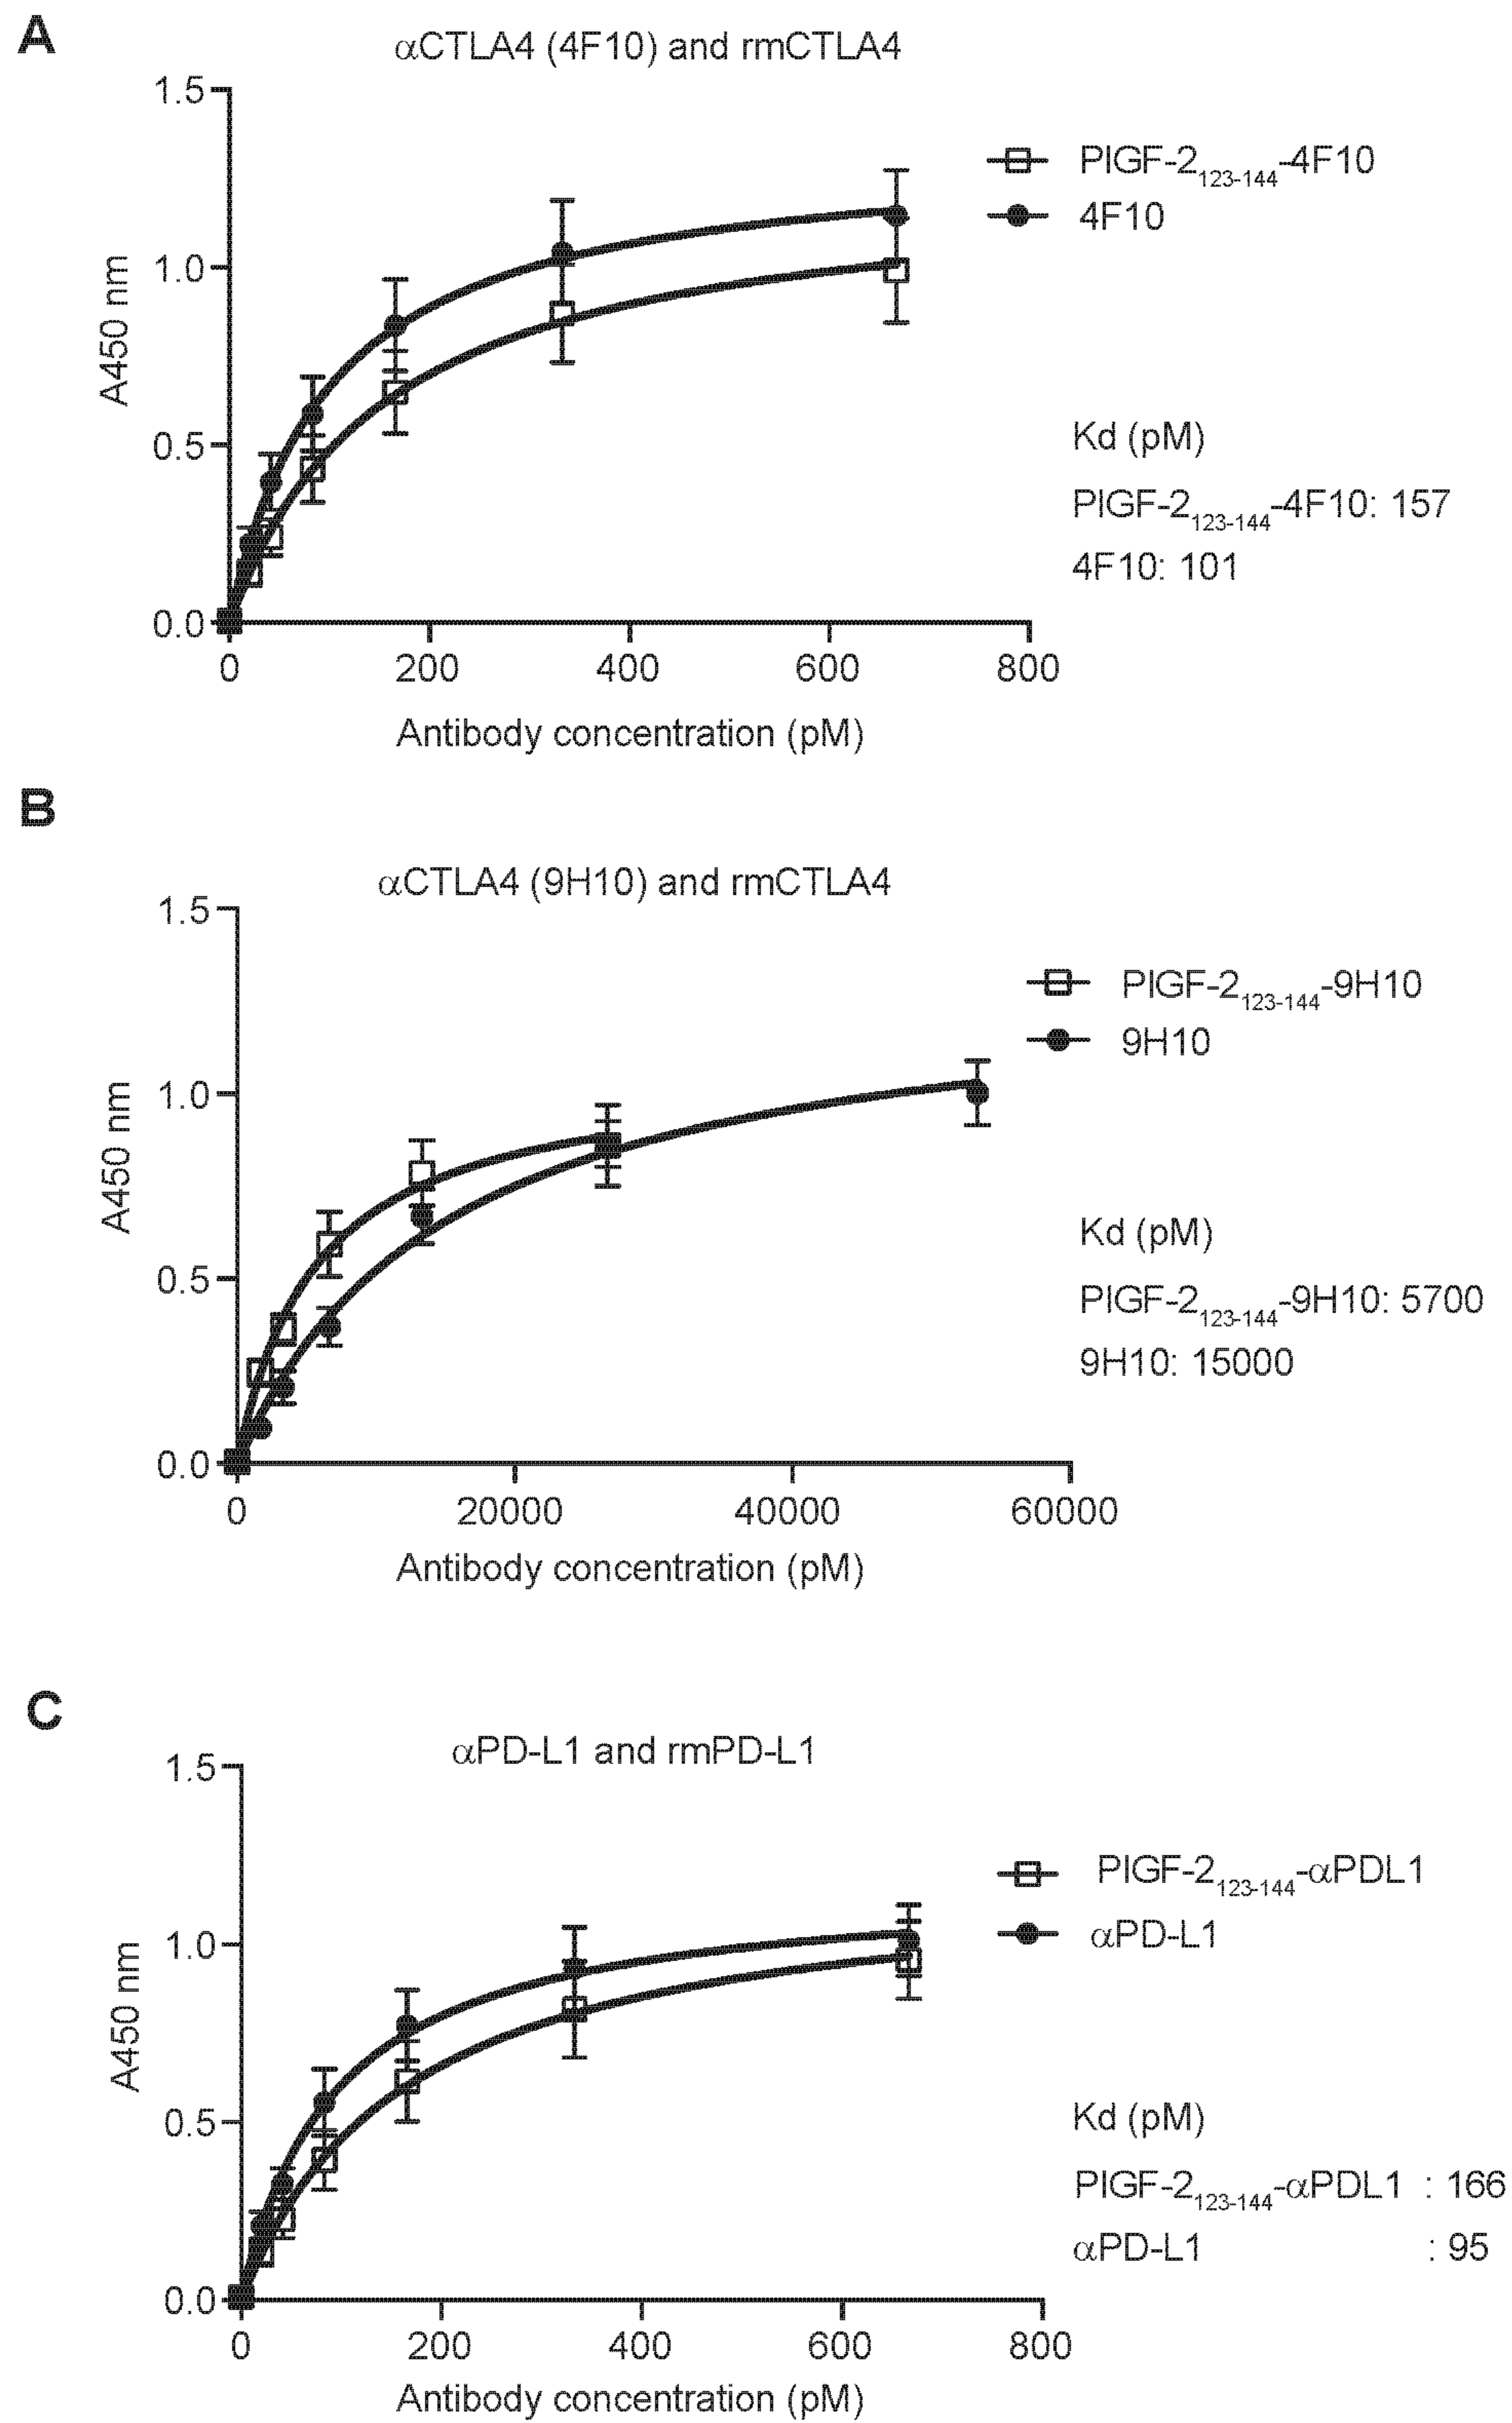 A
αCTLA4 (4F10) and rmCTLA4
1.5
1.0
0.5
0.0
A450 nm
0 200 400 600 800
Antibody concentration (pM)
PlGF-2123-144-4F10
4F10
Kd (pM)
PlGF-2123-144-4F10: 157
4F10: 101
B
αCTLA4 (9H10) and rmCTLA4
1.5
1.0
0.5
0.0
A450 nm
0 20000 40000 60000
Antibody concentration (pM)
PlGF-2123-144-9H10
9H10
Kd (pM)
PlGF-2123-144-9H10: 5700
9H10: 15000
C
αPD-L1 and rmPD-L1
1.5
1.0
0.5
0.0
A450 nm
0 200 400 600 800
Antibody concentration (pM)
PlGF-2123-144-αPDL1
αPD-L1
Kd (pM)
PlGF-2123-144-αPDL1 : 166
αPD-L1 : 95